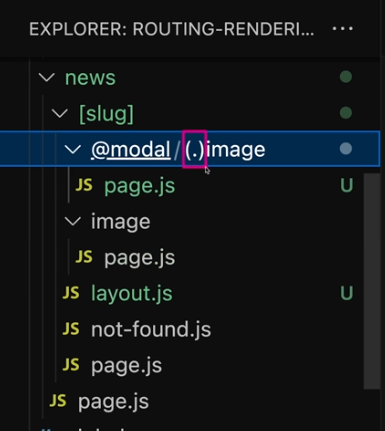 EXPLORER: ROUTING-RENDERI... ...
news
[slug]
@modal/(.)image
JS page.js U
image
JS page.js
JS layout.js U
JS not-found.js
JS page.js
JS page.js